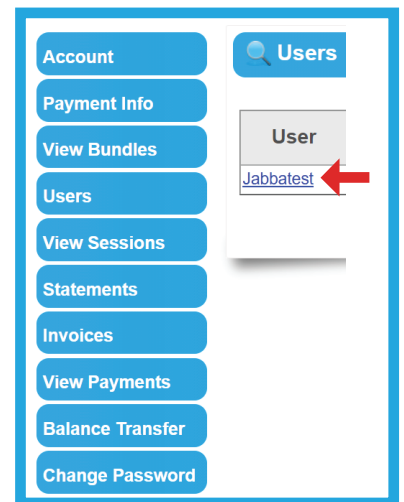 Account
Payment Info
View Bundles
Users
View Sessions
Statements
Invoices
View Payments
Balance Transfer
Change Password
Users
User
Jabbatest